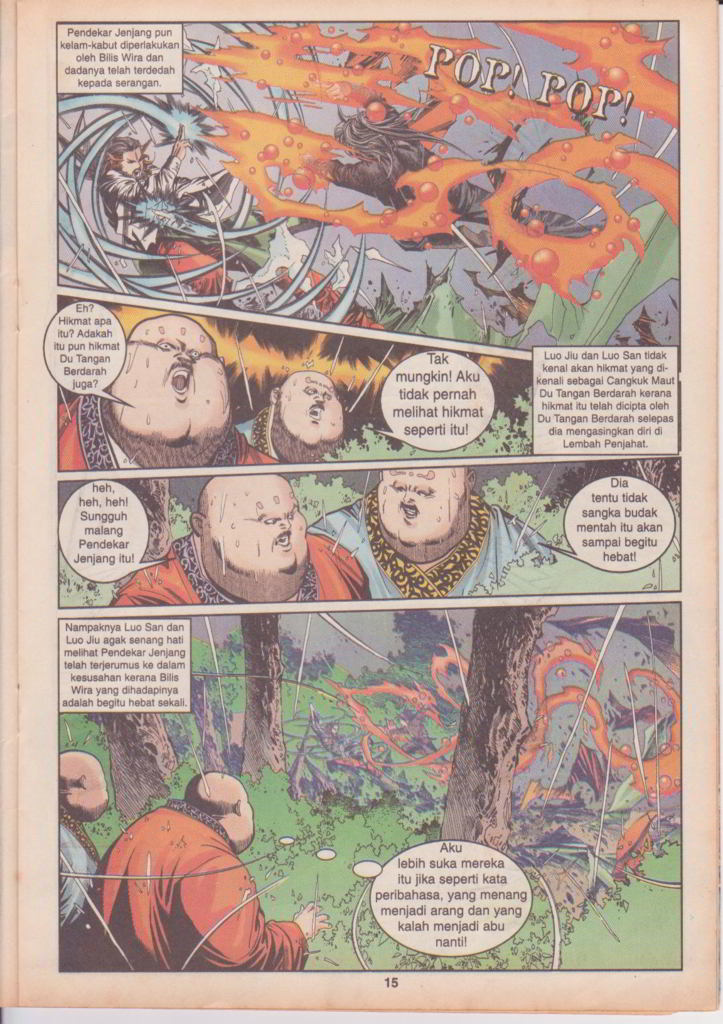 Pendekar Jenjang pun
kelam-kabut diperlakukan
oleh Bilis Wira dan
dadanya telah terdedah
kepada serangan.
POP! POP!
Eh?
Hikmat apa
itu? Adakah
itu pun hikmat
Du Tangan
Berdarah
juga?
Tak
mungkin! Aku
tidak pernah
melihat hikmat
seperti itu!
Luo Jiu dan Luo San tidak
kenal akan hikmat yang di-
kenali sebagai Cangkuk Maut
Du Tangan Berdarah kerana
hikmat itu telah dicipta oleh
Du Tangan Berdarah selepas
dia mengasingkan diri di
Lembah Penjahat.
heh,
heh, heh!
Sungguh
malang
Pendekar
Jenjang itu!
Dia
tentu tidak
sangka budak
mentah itu akan
sampai begitu
hebat!
Nampaknya Luo San dan
Luo Jiu agak senang hati
melihat Pendekar Jenjang
telah terjerumus ke dalam
kesusahan kerana Bilis
Wira yang dihadapinya
adalah begitu hebat sekali.
Aku
lebih suka mereka
itu jika seperti kata
peribahasa, yang menang
menjadi arang dan yang
kalah menjadi abu
nanti!
15